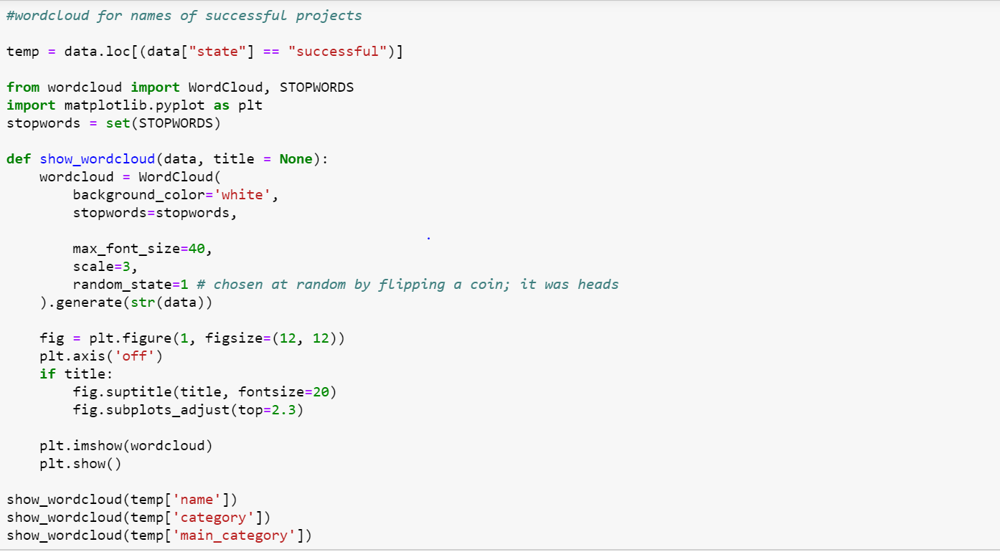 #wordcloud for names of successful projects
temp = data.loc[(data["state"] == "successful")]
from wordcloud import WordCloud, STOPWORDS
import matplotlib.pyplot as plt
stopwords = set(STOPWORDS)
def show_wordcloud(data, title = None):
    wordcloud = WordCloud(
        background_color='white',
        stopwords=stopwords,
        max_font_size=40,
        scale=3,
        random_state=1 # chosen at random by flipping a coin; it was heads
    ).generate(str(data))
    fig = plt.figure(1, figsize=(12, 12))
    plt.axis('off')
    if title:
        fig.suptitle(title, fontsize=20)
        fig.subplots_adjust(top=2.3)
    plt.imshow(wordcloud)
    plt.show()
show_wordcloud(temp['name'])
show_wordcloud(temp['category'])
show_wordcloud(temp['main_category'])